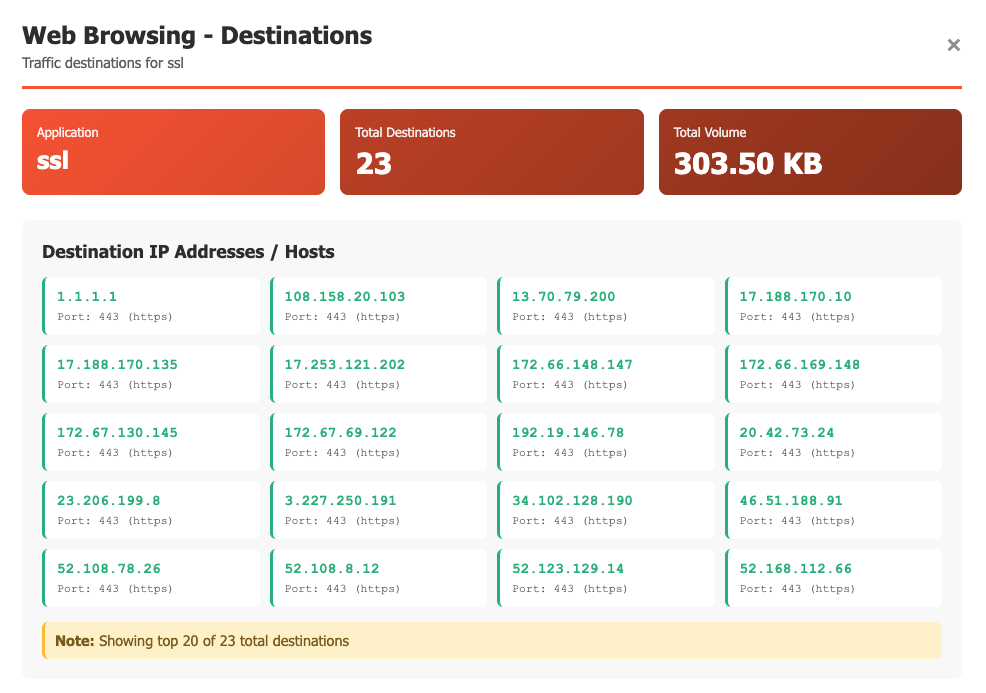 Web Browsing - Destinations
Traffic destinations for ssl
×
Application
ssl
Total Destinations
23
Total Volume
303.50 KB
Destination IP Addresses / Hosts
1.1.1.1
Port: 443 (https)
108.158.20.103
Port: 443 (https)
13.70.79.200
Port: 443 (https)
17.188.170.10
Port: 443 (https)
17.188.170.135
Port: 443 (https)
17.253.121.202
Port: 443 (https)
172.66.148.147
Port: 443 (https)
172.66.169.148
Port: 443 (https)
172.67.130.145
Port: 443 (https)
172.67.69.122
Port: 443 (https)
192.19.146.78
Port: 443 (https)
20.42.73.24
Port: 443 (https)
23.206.199.8
Port: 443 (https)
3.227.250.191
Port: 443 (https)
34.102.128.190
Port: 443 (https)
46.51.188.91
Port: 443 (https)
52.108.78.26
Port: 443 (https)
52.108.8.12
Port: 443 (https)
52.123.129.14
Port: 443 (https)
52.168.112.66
Port: 443 (https)
Note: Showing top 20 of 23 total destinations